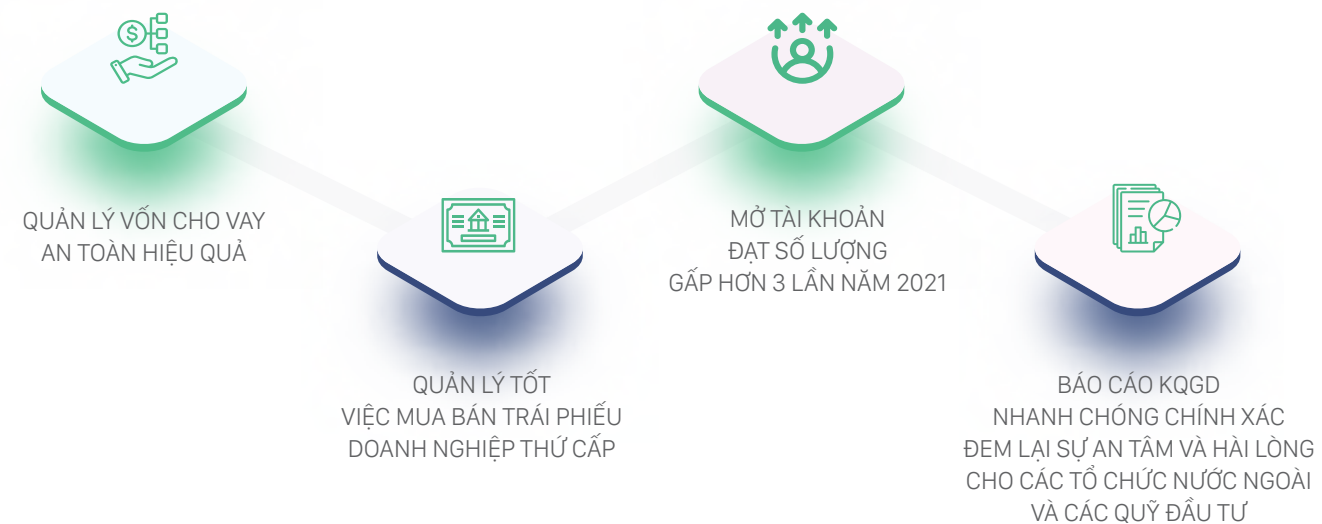 QUẢN LÝ VỐN CHO VAY
AN TOÀN HIỆU QUẢ
QUẢN LÝ TỐT
VIỆC MUA BÁN TRÁI PHIẾU
DOANH NGHIỆP THỨ CẤP
MỞ TÀI KHOẢN
ĐẠT SỐ LƯỢNG
GẤP HƠN 3 LẦN NĂM 2021
BÁO CÁO KQGD
NHANH CHÓNG CHÍNH XÁC
ĐEM LẠI SỰ AN TÂM VÀ HÀI LÒNG
CHO CÁC TỔ CHỨC NƯỚC NGOÀI
VÀ CÁC QUỸ ĐẦU TƯ